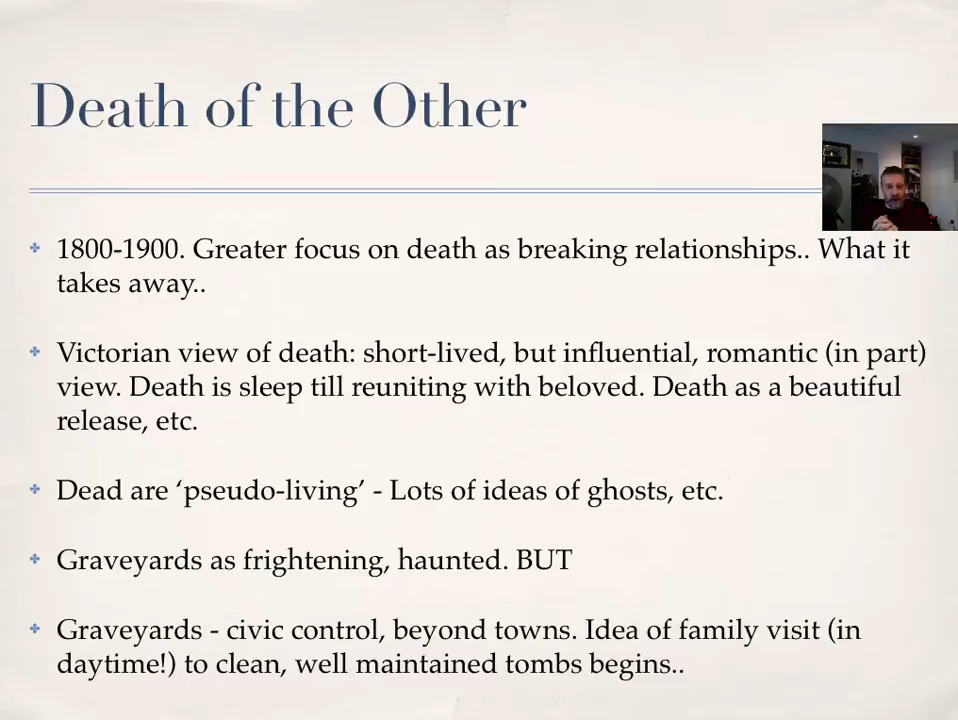 Death of the Other
1800-1900. Greater focus on death as breaking relationships.. What it
takes away..
Victorian view of death: short-lived, but influential, romantic (in part)
view. Death is sleep till reuniting with beloved. Death as a beautiful
release, etc.
Dead are ‘pseudo-living’ - Lots of ideas of ghosts, etc.
Graveyards as frightening, haunted. BUT
Graveyards - civic control, beyond towns. Idea of family visit (in
daytime!) to clean, well maintained tombs begins..